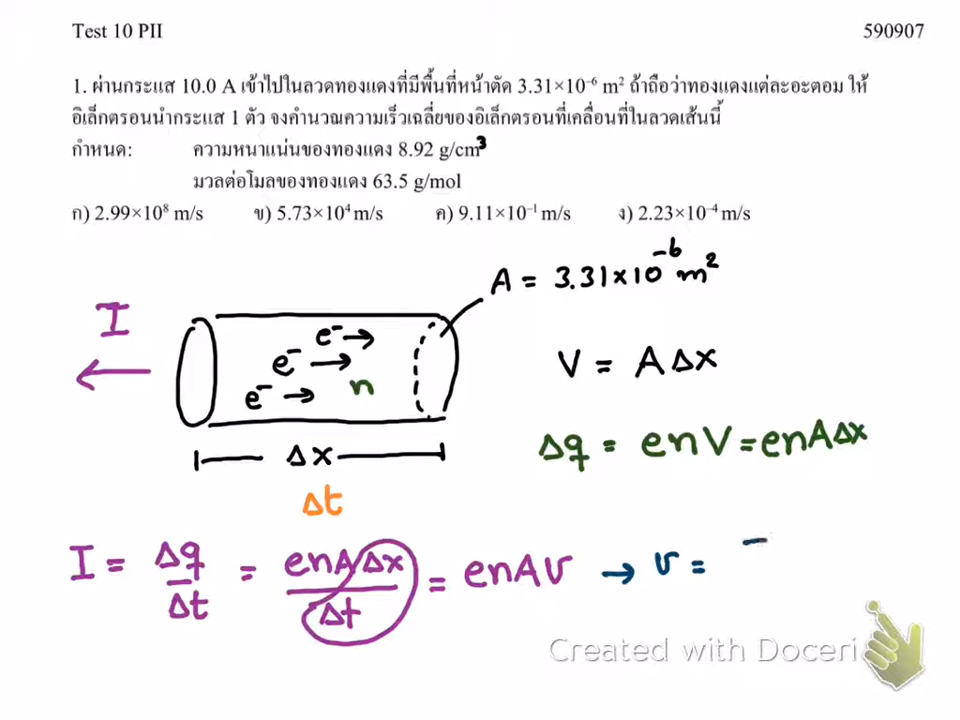 Test 10 PII 590907
1. ผ่านกระแส 10.0 A เข้าไปในลวดทองแดงที่มีพื้นที่หน้าตัด 3.31×10⁻⁶ m² ถ้าถือว่าทองแดงแต่ละอะตอม ให้
อิเล็กตรอนนำกระแส 1 ตัว จงคำนวณความเร็วเฉลี่ยของอิเล็กตรอนที่เคลื่อนที่ในลวดเส้นนี้
กำหนด: ความหนาแน่นของทองแดง 8.92 g/cm³
มวลต่อโมลของทองแดง 63.5 g/mol
ก) 2.99×10⁸ m/s ข) 5.73×10⁴ m/s ค) 9.11×10⁻¹ m/s ง) 2.23×10⁻⁴ m/s
A = 3.31×10⁻⁶ m²
I
e⁻ →
e⁻ →
e⁻ → n
V = A Δx
Δq = enV = enAΔx
Δx
Δt
I = Δq/Δt = enAΔx/Δt = enAv → v =
Created with Doceri